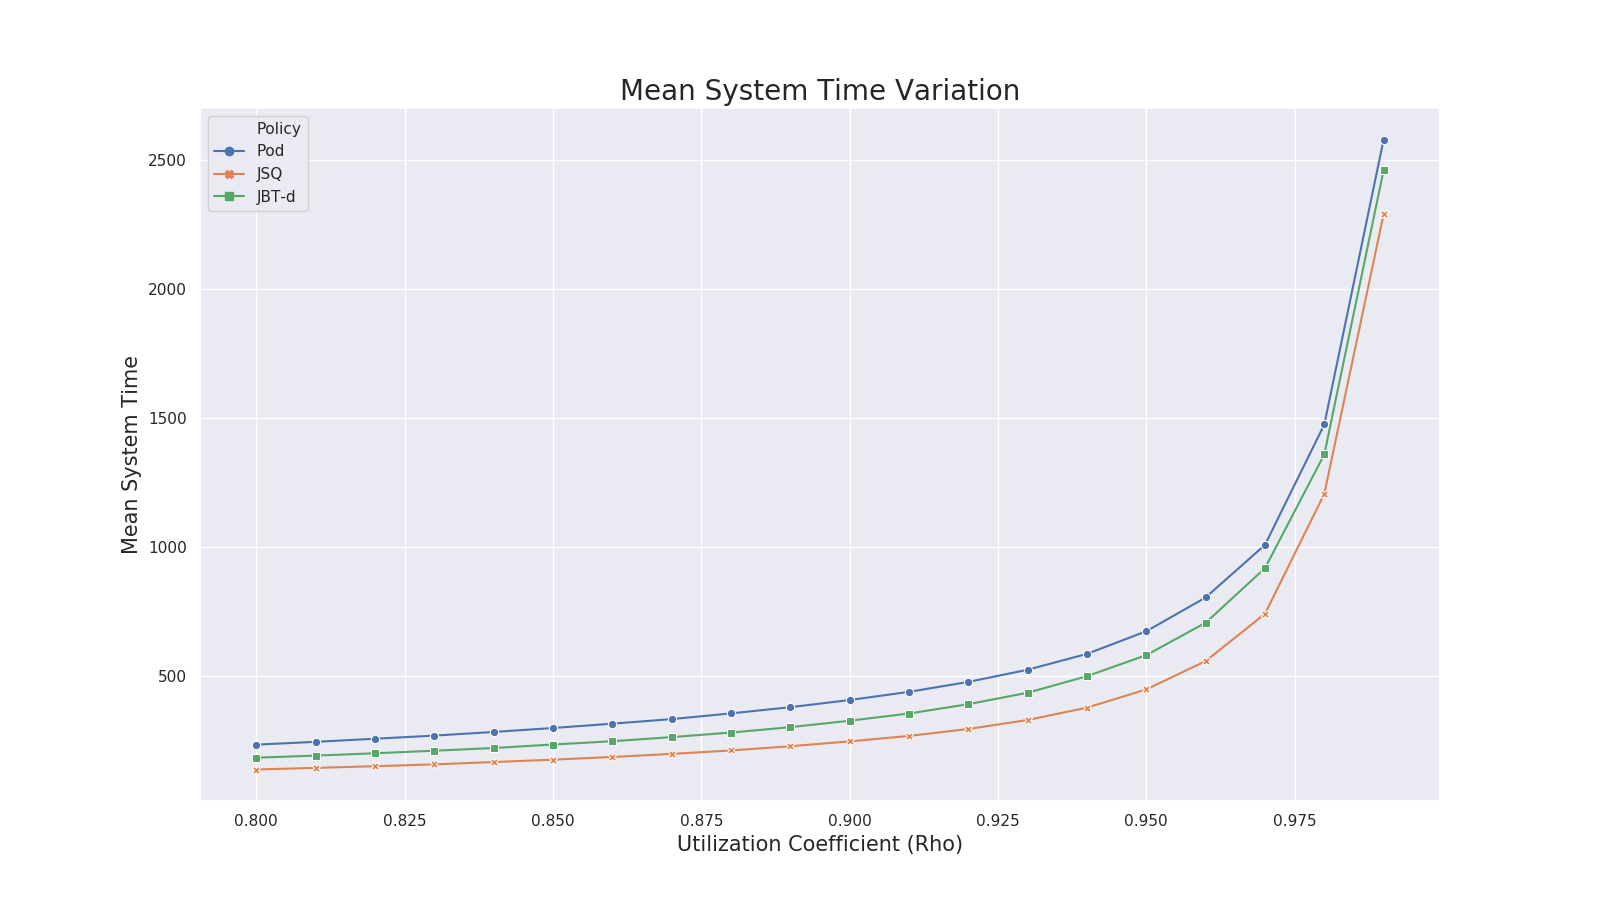 Mean System Time Variation
Policy
Pod
JSQ
JBT-d
Mean System Time
2500
2000
1500
1000
500
0.800 0.825 0.850 0.875 0.900 0.925 0.950 0.975
Utilization Coefficient (Rho)